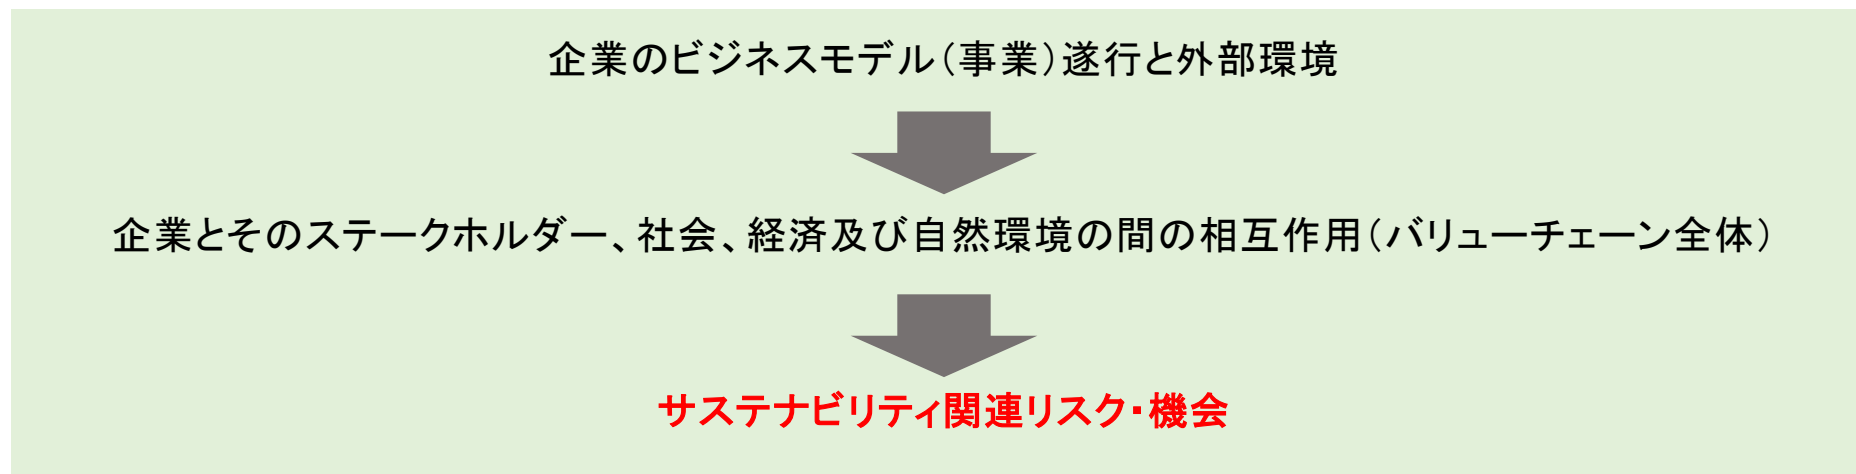 企業のビジネスモデル（事業）遂行と外部環境
企業とそのステークホルダー、社会、経済及び自然環境の間の相互作用（バリューチェーン全体）
サステナビリティ関連リスク・機会